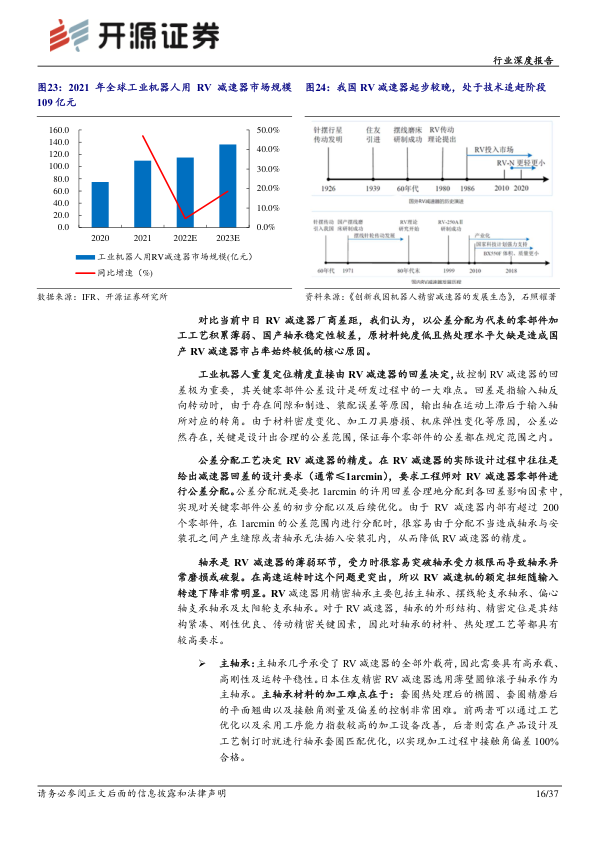 开源证券
行业深度报告
图23：2021 年全球工业机器人用 RV 减速器市场规模
109 亿元
图24：我国 RV 减速器起步较晚，处于技术追赶阶段
160.0
140.0
120.0
100.0
80.0
60.0
40.0
20.0
0.0
50.0%
40.0%
30.0%
20.0%
10.0%
0.0%
2020 2021 2022E 2023E
工业机器人用RV减速器市场规模(亿元)
同比增速（%）
针摆行星 住友 摆线磨床 RV传动
传动发明 引进 研制成功 理论提出
RV投入市场
RV-N 更轻更小
1926 1939 60年代 1980 1986 2010 2020
国外RV减速器的历史演进
针摆传动 国产摆线磨 RV理论 RV-250AⅡ
引入我国 床研制成功 研究开始 研制成功
产业化
摆线针轮传动发展
国家科技计划强力支持
60年代 1971 80年代末 1999 2010 2018
国内RV减速器发展历程
数据来源：IFR、开源证券研究所
资料来源：《创新我国机器人精密减速器的发展生态》，石照耀著
对比当前中日 RV 减速器厂商差距，我们认为，以公差分配为代表的零部件加
工工艺积累薄弱、国产轴承稳定性较差，原材料纯度低且热处理水平欠缺是造成国
产 RV 减速器市占率始终较低的核心原因。
工业机器人重复定位精度直接由 RV 减速器的回差决定，故控制 RV 减速器的回
差极为重要，其关键零部件公差设计是研发过程中的一大难点。回差是指输入轴反
向转动时，由于存在间隙和制造、装配误差等原因，输出轴在运动上滞后于输入轴
所对应的转角。由于材料密度变化、加工刀具磨损、机床弹性变化等原因，公差必
然存在，关键是设计出合理的公差范围，保证每个零部件的公差都在规定范围之内。
公差分配工艺决定 RV 减速器的精度。在 RV 减速器的实际设计过程中往往是
给出减速器回差的设计要求（通常≤1arcmin），要求工程师对 RV 减速器零部件进
行公差分配。公差分配就是要把 1arcmin 的许用回差合理地分配到各回差影响因素中，
实现对关键零部件公差的初步分配以及后续优化。由于 RV 减速器内部有超过 200
个零部件，在 1arcmin 的公差范围内进行分配时，很容易由于分配不当造成轴承与安
装孔之间产生缝隙或者轴承无法插入安装孔内，从而降低 RV 减速器的精度。
轴承是 RV 减速器的薄弱环节，受力时很容易突破轴承受力极限而导致轴承异
常磨损或破裂。在高速运转时这个问题更突出，所以 RV 减速机的额定扭矩随输入
转速下降非常明显。RV 减速器用精密轴承主要包括主轴承、摆线轮支承轴承、偏心
轴支承轴承及太阳轮支承轴承。对于 RV 减速器，轴承的外形结构、精密定位是其结
构紧凑、刚性优良、传动精密关键因素，因此对轴承的材料、热处理工艺等都具有
较高要求。
➢ 主轴承：主轴承几乎承受了 RV 减速器的全部外载荷，因此需要具有高承载、
高刚性及运转平稳性。日本住友精密 RV 减速器选用薄壁圆锥滚子轴承作为
主轴承。主轴承材料的加工难点在于：套圈热处理后的椭圆、套圈精磨后
的平面翘曲以及接触角测量及偏差的控制非常困难。前两者可以通过工艺
优化以及采用工序能力指数较高的加工设备改善，后者则需在产品设计及
工艺制订时就进行轴承套圈匹配优化，以实现加工过程中接触角偏差 100%
合格。
请务必参阅正文后面的信息披露和法律声明
16/37